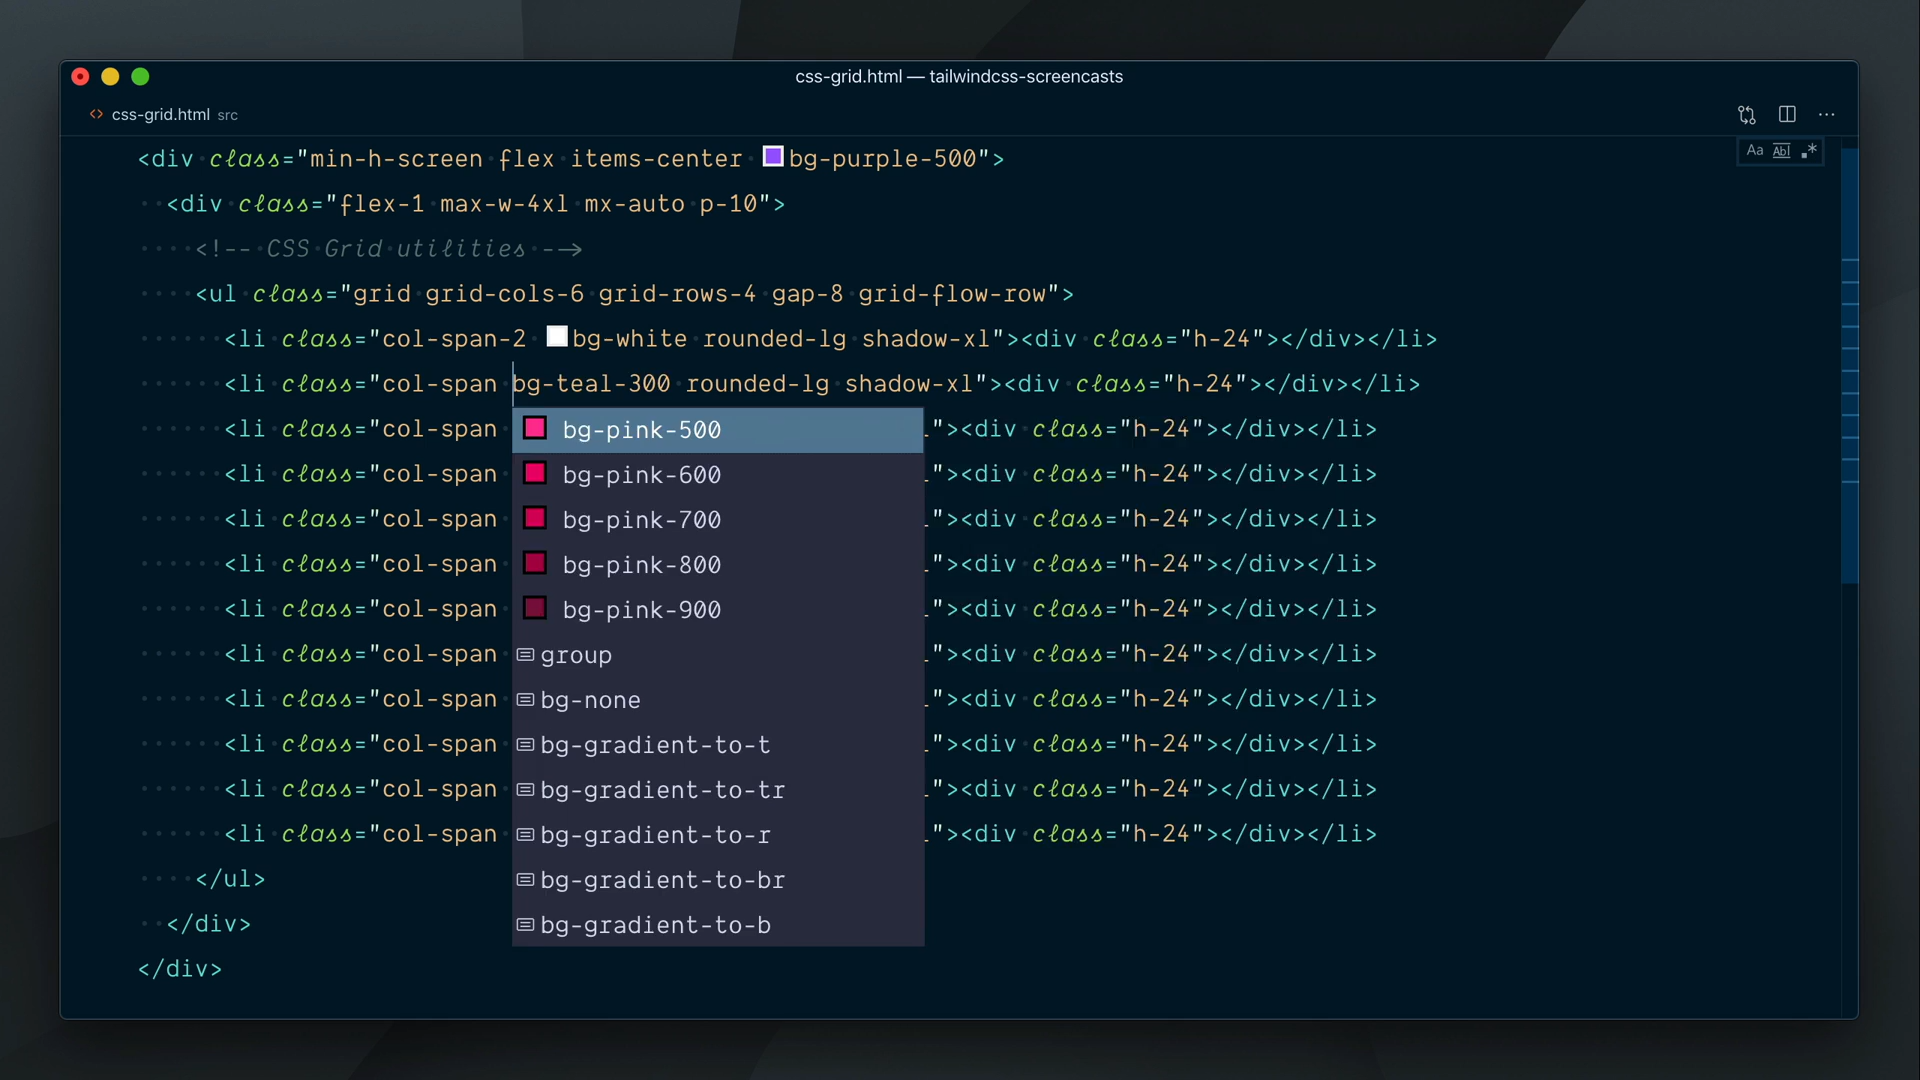 css-grid.html — tailwindcss-screencasts
<> css-grid.html src
Aa Abl .*
<div class="min-h-screen flex items-center bg-purple-500">
<div class="flex-1 max-w-4xl mx-auto p-10">
<!-- CSS Grid utilities -->
<ul class="grid grid-cols-6 grid-rows-4 gap-8 grid-flow-row">
<li class="col-span-2 bg-white rounded-lg shadow-xl"><div class="h-24"></div></li>
<li class="col-span bg-teal-300 rounded-lg shadow-xl"><div class="h-24"></div></li>
<li class="col-span bg-pink-500 "><div class="h-24"></div></li>
<li class="col-span bg-pink-600 "><div class="h-24"></div></li>
<li class="col-span bg-pink-700 "><div class="h-24"></div></li>
<li class="col-span bg-pink-800 "><div class="h-24"></div></li>
<li class="col-span bg-pink-900 "><div class="h-24"></div></li>
<li class="col-span group "><div class="h-24"></div></li>
<li class="col-span bg-none "><div class="h-24"></div></li>
<li class="col-span bg-gradient-to-t "><div class="h-24"></div></li>
<li class="col-span bg-gradient-to-tr "><div class="h-24"></div></li>
<li class="col-span bg-gradient-to-r "><div class="h-24"></div></li>
</ul> bg-gradient-to-br
</div> bg-gradient-to-b
</div>